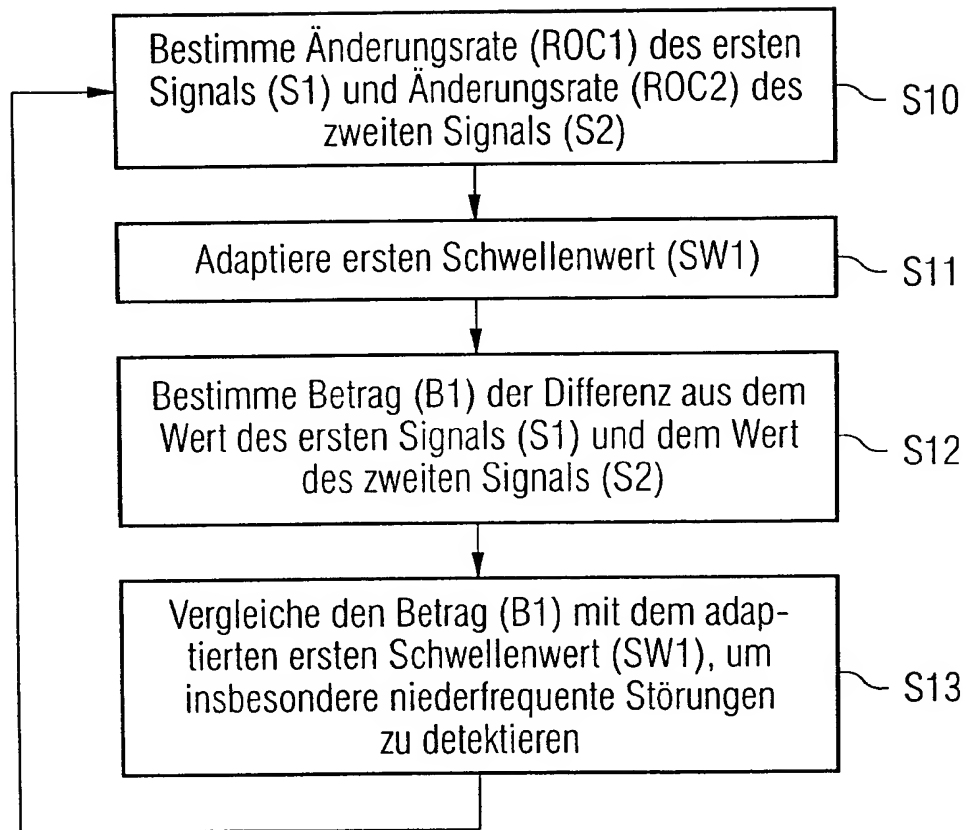 Bestimme Änderungsrate (ROC1) des ersten
Signals (S1) und Änderungsrate (ROC2) des
zweiten Signals (S2)
S10
Adaptiere ersten Schwellenwert (SW1)
S11
Bestimme Betrag (B1) der Differenz aus dem
Wert des ersten Signals (S1) und dem Wert
des zweiten Signals (S2)
S12
Vergleiche den Betrag (B1) mit dem adap-
tierten ersten Schwellenwert (SW1), um
insbesondere niederfrequente Störungen
zu detektieren
S13